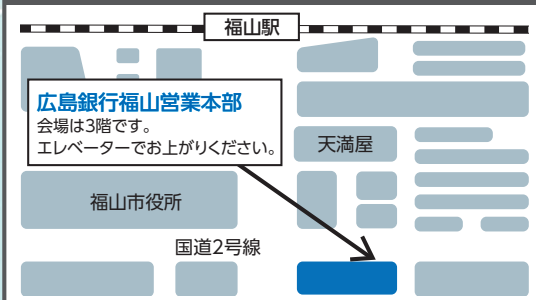 福山駅
広島銀行福山営業本部
会場は3階です。
エレベーターでお上がりください。
天満屋
福山市役所
国道2号線